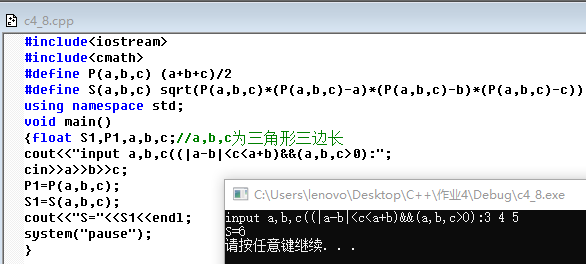 c4_8.cpp
#include<iostream>
#include<cmath>
#define P(a,b,c) (a+b+c)/2
#define S(a,b,c) sqrt(P(a,b,c)*(P(a,b,c)-a)*(P(a,b,c)-b)*(P(a,b,c)-c))
using namespace std;
void main()
{float S1,P1,a,b,c;//a,b,c为三角形三边长
cout<<"input a,b,c((|a-b|<c<a+b)&&(a,b,c>0):";
cin>>a>>b>>c;
P1=P(a,b,c);
S1=S(a,b,c);
cout<<"S="<<S1<<endl;
system("pause");
}
C:\Users\lenovo\Desktop\C++\作业4\Debug\c4_8.exe
input a,b,c((|a-b|<c<a+b)&&(a,b,c>0):3 4 5
S=6
请按任意键继续. . .